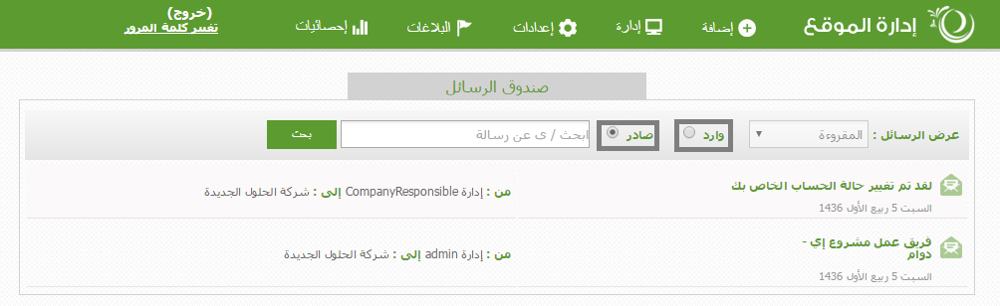 إدارة الموقع
إضافة
إدارة
إعدادات
البلاغات
إحصائيات
(خروج)
تغيير كلمة المرور
صندوق الرسائل
عرض الرسائل : المقروءة وارد صادر ابحث / ى عن رسالة بحث
لقد تم تغيير حالة الحساب الخاص بك
من : إدارة CompanyResponsible إلى : شركة الحلول الجديدة
السبت 5 ربيع الأول 1436
فريق عمل مشروع إي -
دوام
من : إدارة admin إلى : شركة الحلول الجديدة
السبت 5 ربيع الأول 1436